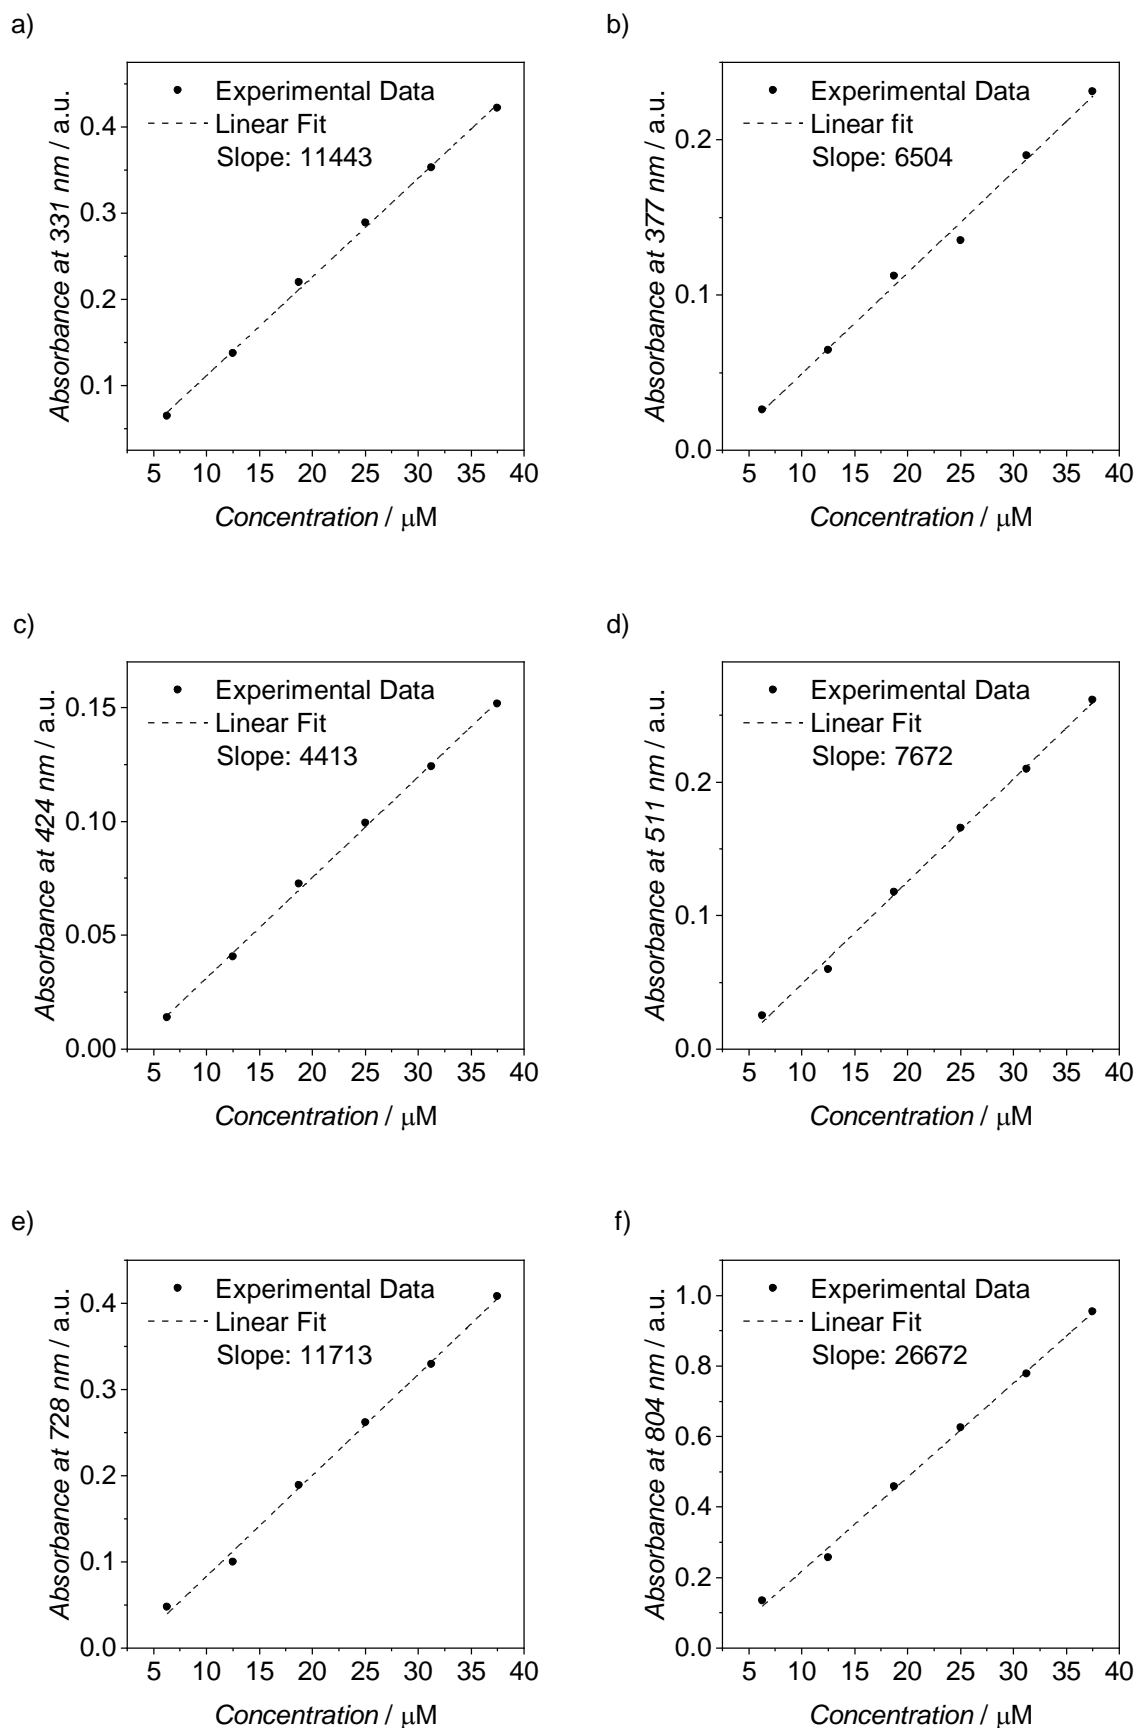 a)
Absorbance at 331 nm / a.u.
0.4
0.3
0.2
0.1
Experimental Data
Linear Fit
Slope: 11443
5 10 15 20 25 30 35 40
Concentration / μM
b)
Absorbance at 377 nm / a.u.
0.2
0.1
0.0
Experimental Data
Linear fit
Slope: 6504
5 10 15 20 25 30 35 40
Concentration / μM
c)
Absorbance at 424 nm / a.u.
0.15
0.10
0.05
0.00
Experimental Data
Linear Fit
Slope: 4413
5 10 15 20 25 30 35 40
Concentration / μM
d)
Absorbance at 511 nm / a.u.
0.2
0.1
0.0
Experimental Data
Linear Fit
Slope: 7672
5 10 15 20 25 30 35 40
Concentration / μM
e)
Absorbance at 728 nm / a.u.
0.4
0.3
0.2
0.1
0.0
Experimental Data
Linear Fit
Slope: 11713
5 10 15 20 25 30 35 40
Concentration / μM
f)
Absorbance at 804 nm / a.u.
1.0
0.8
0.6
0.4
0.2
0.0
Experimental Data
Linear Fit
Slope: 26672
5 10 15 20 25 30 35 40
Concentration / μM